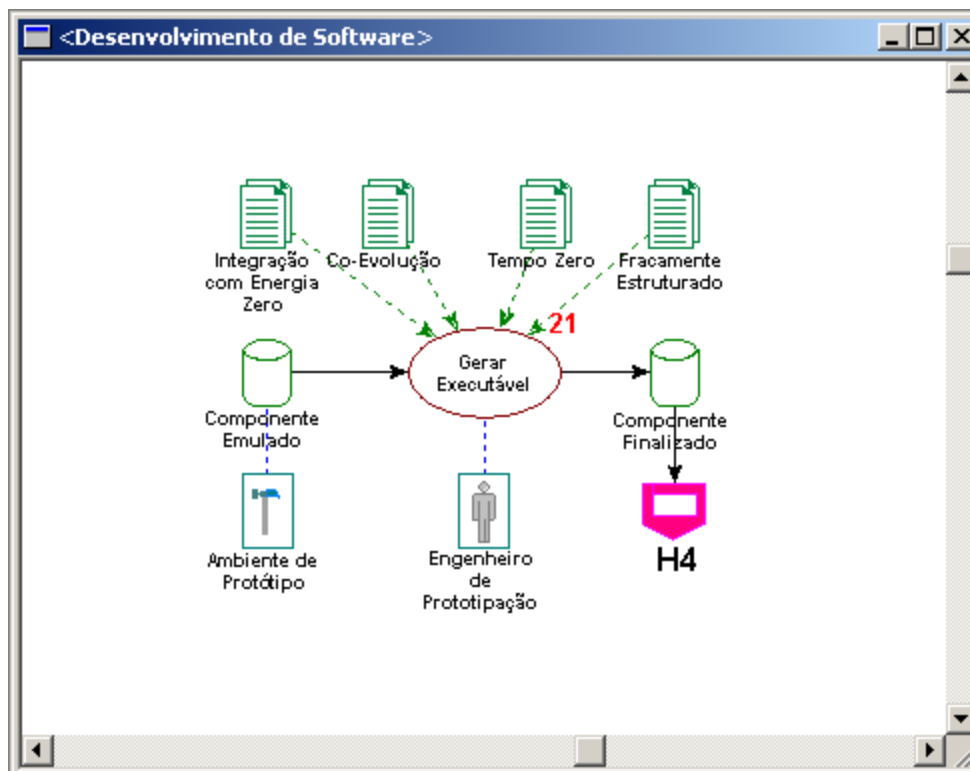 <Desenvolvimento de Software>
Integração
com Energia
Zero
Co-Evolução
Tempo Zero
Fracamente
Estruturado
21
Gerar
Executável
Componente
Emulado
Componente
Finalizado
Ambiente de
Protótipo
Engenheiro
de
Prototipação
H4